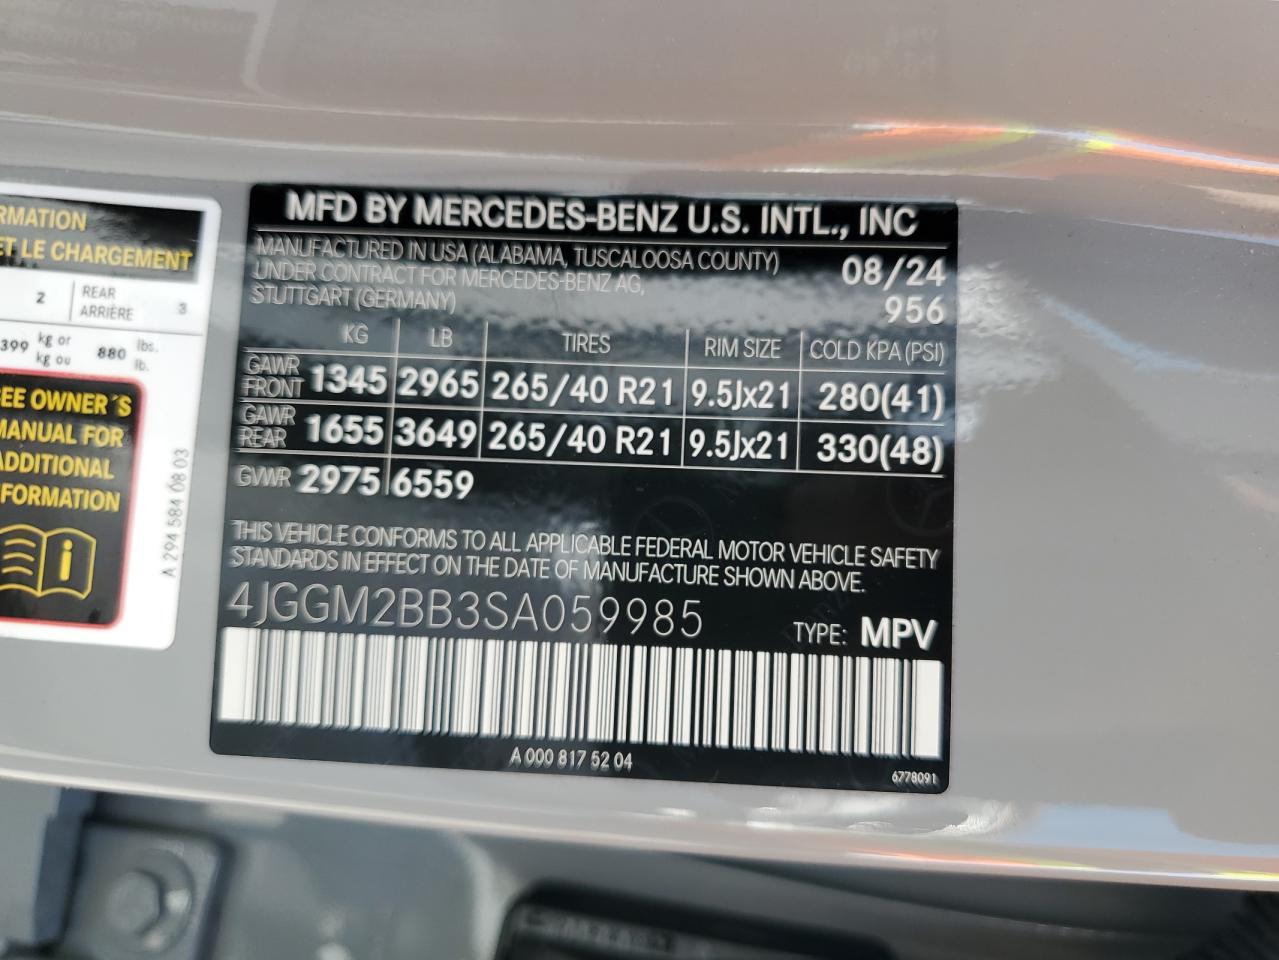 RMATION
ET LE CHARGEMENT
2 REAR ARRIÈRE 3
399 kg or kg ou 880 lbs. lb.
EE OWNER´S
MANUAL FOR
ADDITIONAL
FORMATION
A 294 584 08 03
MFD BY MERCEDES-BENZ U.S. INTL., INC
MANUFACTURED IN USA (ALABAMA, TUSCALOOSA COUNTY) 08/24
UNDER CONTRACT FOR MERCEDES-BENZ AG,
STUTTGART (GERMANY) 956
KG LB TIRES RIM SIZE COLD KPA (PSI)
GAWR FRONT 1345 2965 265/40 R21 9.5Jx21 280(41)
GAWR REAR 1655 3649 265/40 R21 9.5Jx21 330(48)
GVWR 2975 6559
THIS VEHICLE CONFORMS TO ALL APPLICABLE FEDERAL MOTOR VEHICLE SAFETY
STANDARDS IN EFFECT ON THE DATE OF MANUFACTURE SHOWN ABOVE.
4JGGM2BB3SA059985 TYPE: MPV
A 000 817 52 04
6778091